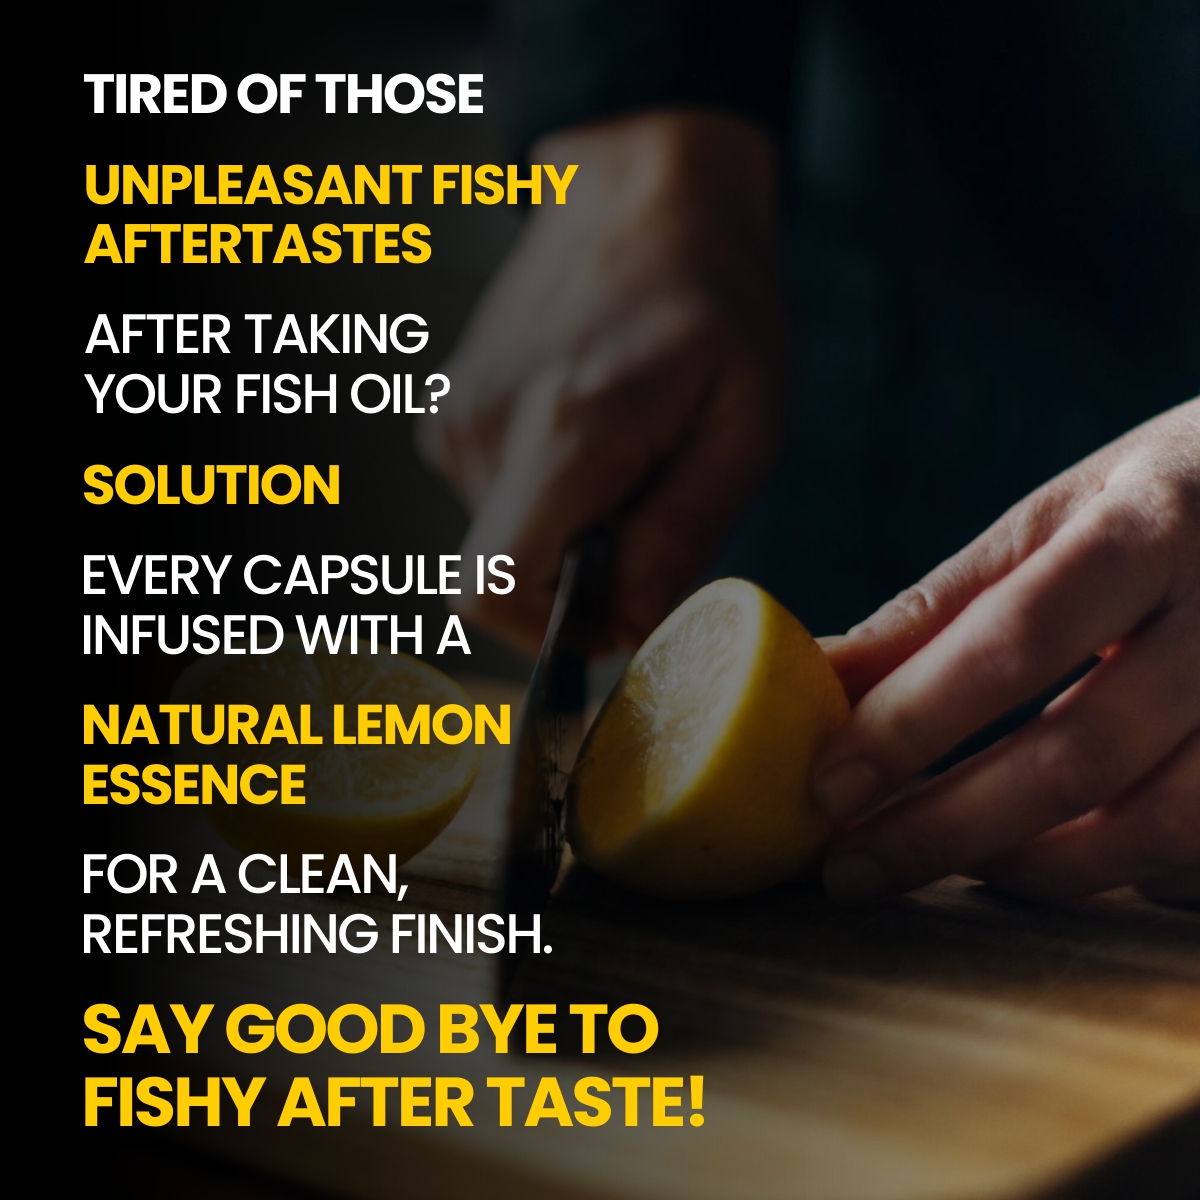 TIRED OF THOSE
UNPLEASANT FISHY
AFTERTASTES
AFTER TAKING
YOUR FISH OIL?
SOLUTION
EVERY CAPSULE IS
INFUSED WITH A
NATURAL LEMON
ESSENCE
FOR A CLEAN,
REFRESHING FINISH.
SAY GOOD BYE TO
FISHY AFTER TASTE!